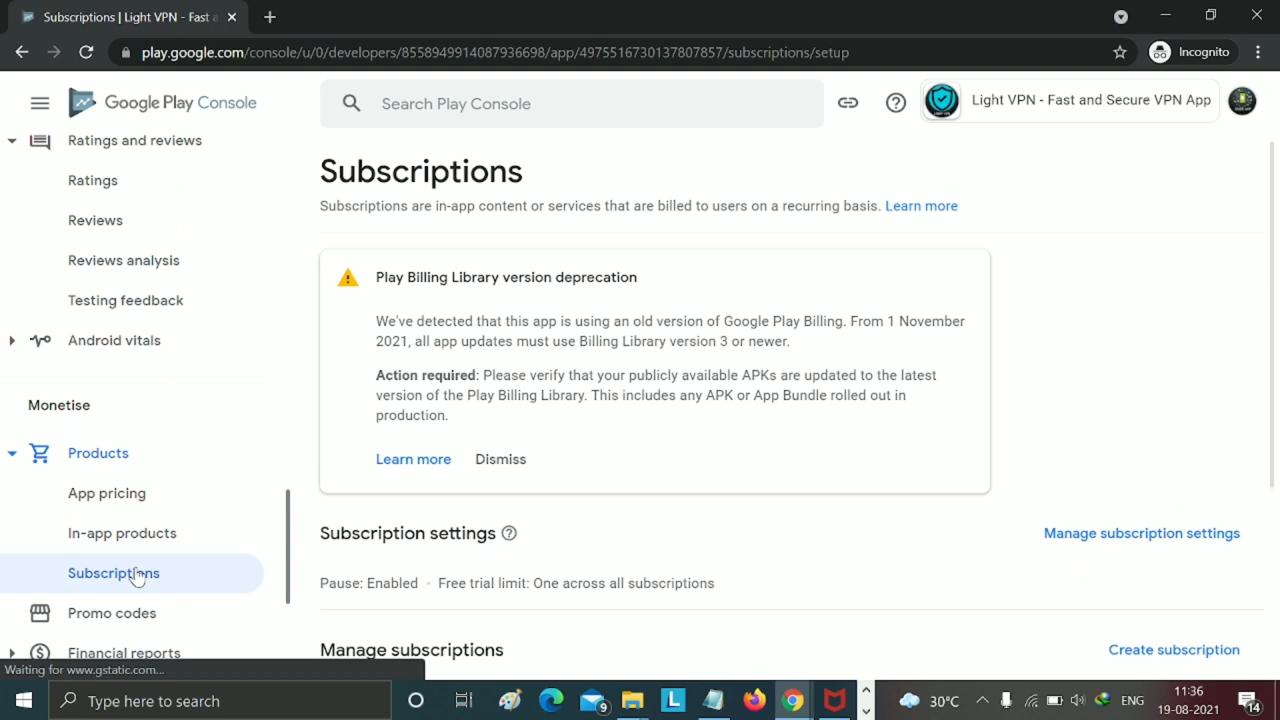 Subscriptions | Light VPN - Fast a
play.google.com/console/u/0/developers/8558949914087936698/app/4975516730137807857/subscriptions/setup
Incognito
Google Play Console
Search Play Console
Light VPN - Fast and Secure VPN App
Ratings and reviews
Ratings
Reviews
Reviews analysis
Testing feedback
Android vitals
Monetise
Products
App pricing
In-app products
Subscriptions
Promo codes
Financial reports
Subscriptions
Subscriptions are in-app content or services that are billed to users on a recurring basis. Learn more
Play Billing Library version deprecation
We've detected that this app is using an old version of Google Play Billing. From 1 November
2021, all app updates must use Billing Library version 3 or newer.
Action required: Please verify that your publicly available APKs are updated to the latest
version of the Play Billing Library. This includes any APK or App Bundle rolled out in
production.
Learn more Dismiss
Subscription settings
Manage subscription settings
Pause: Enabled • Free trial limit: One across all subscriptions
Manage subscriptions
Create subscription
Waiting for www.gstatic.com...
Type here to search
9
L
30°C
ENG
11:36
19-08-2021
14